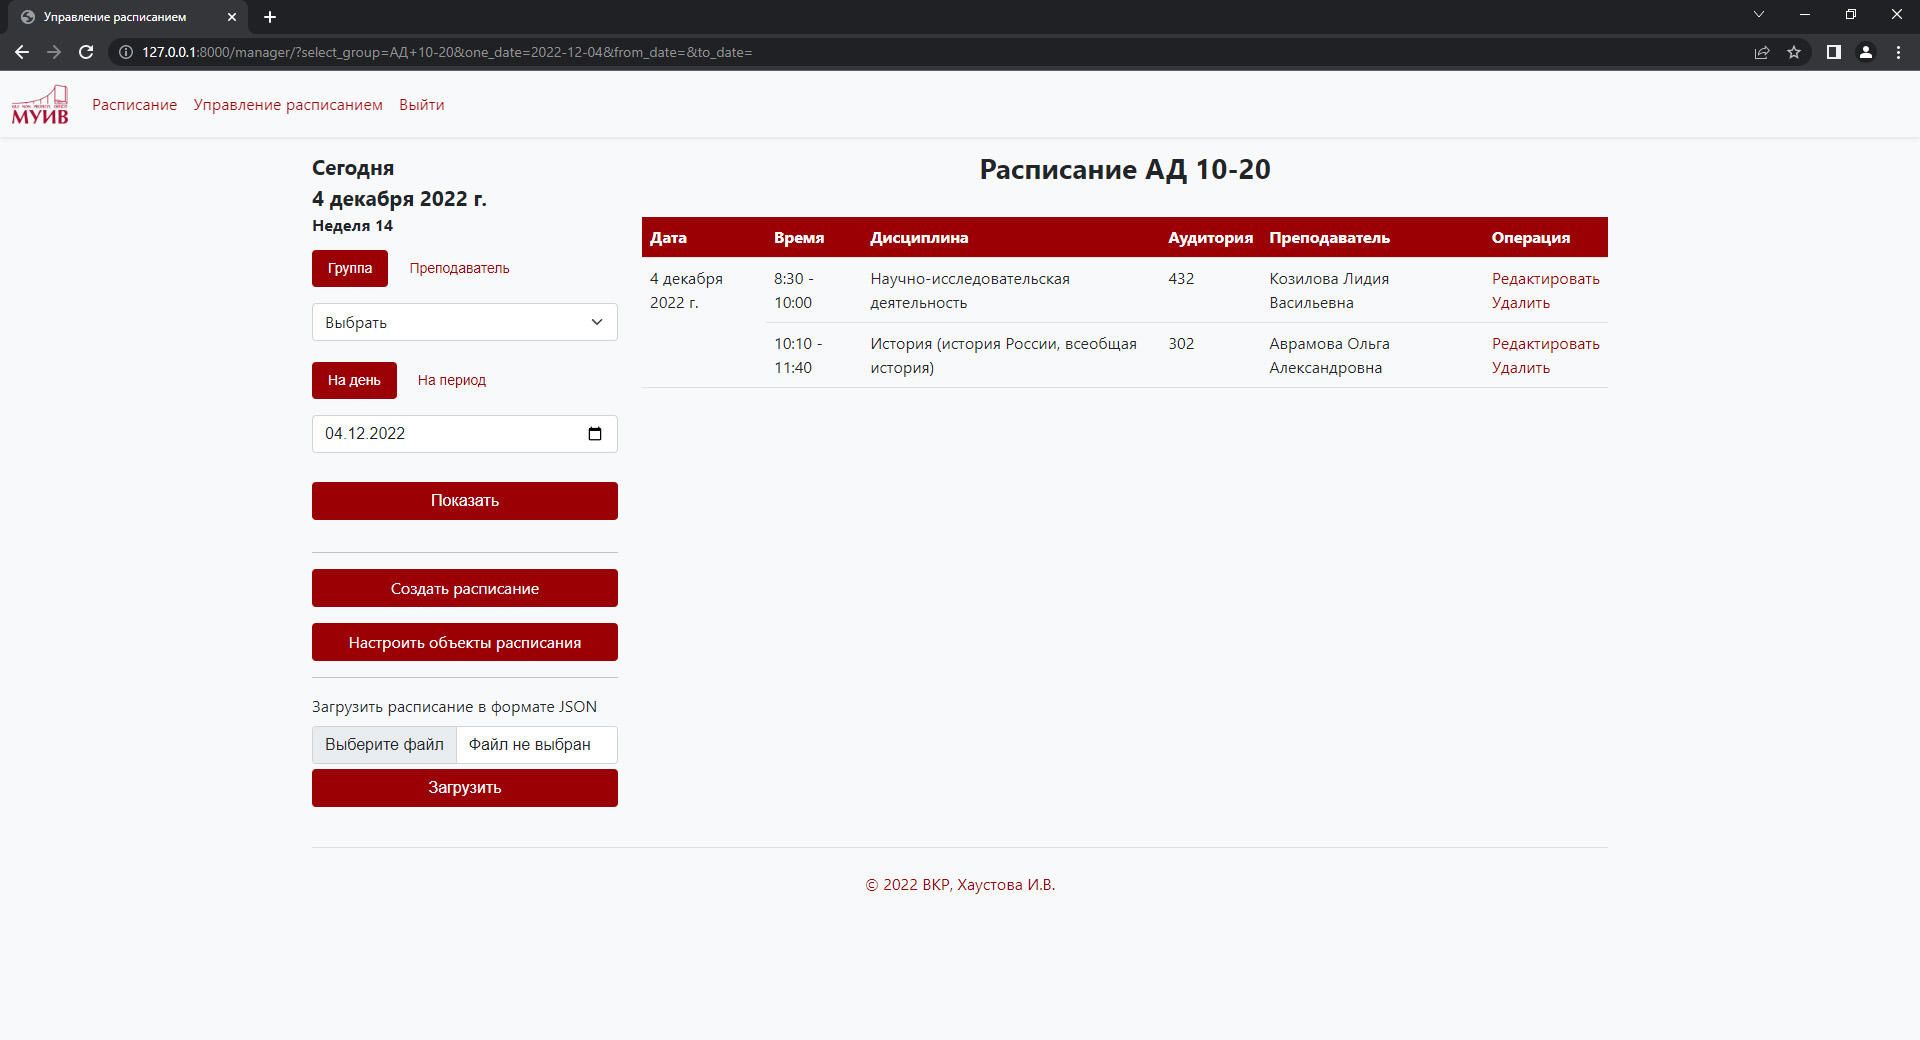 Управление расписанием
127.0.0.1:8000/manager/?select_group=АД+10-20&one_date=2022-12-04&from_date=&to_date=
МУИВ
Расписание Управление расписанием Выйти
Сегодня
4 декабря 2022 г.
Неделя 14
Группа Преподаватель
Выбрать
На день На период
04.12.2022
Показать
Создать расписание
Настроить объекты расписания
Загрузить расписание в формате JSON
Выберите файл Файл не выбран
Загрузить
Расписание АД 10-20
Дата Время Дисциплина Аудитория Преподаватель Операция
4 декабря 8:30 - Научно-исследовательская 432 Козилова Лидия Редактировать
2022 г. 10:00 деятельность Васильевна Удалить
10:10 - История (история России, всеобщая 302 Аврамова Ольга Редактировать
11:40 история) Александровна Удалить
© 2022 ВКР, Хаустова И.В.